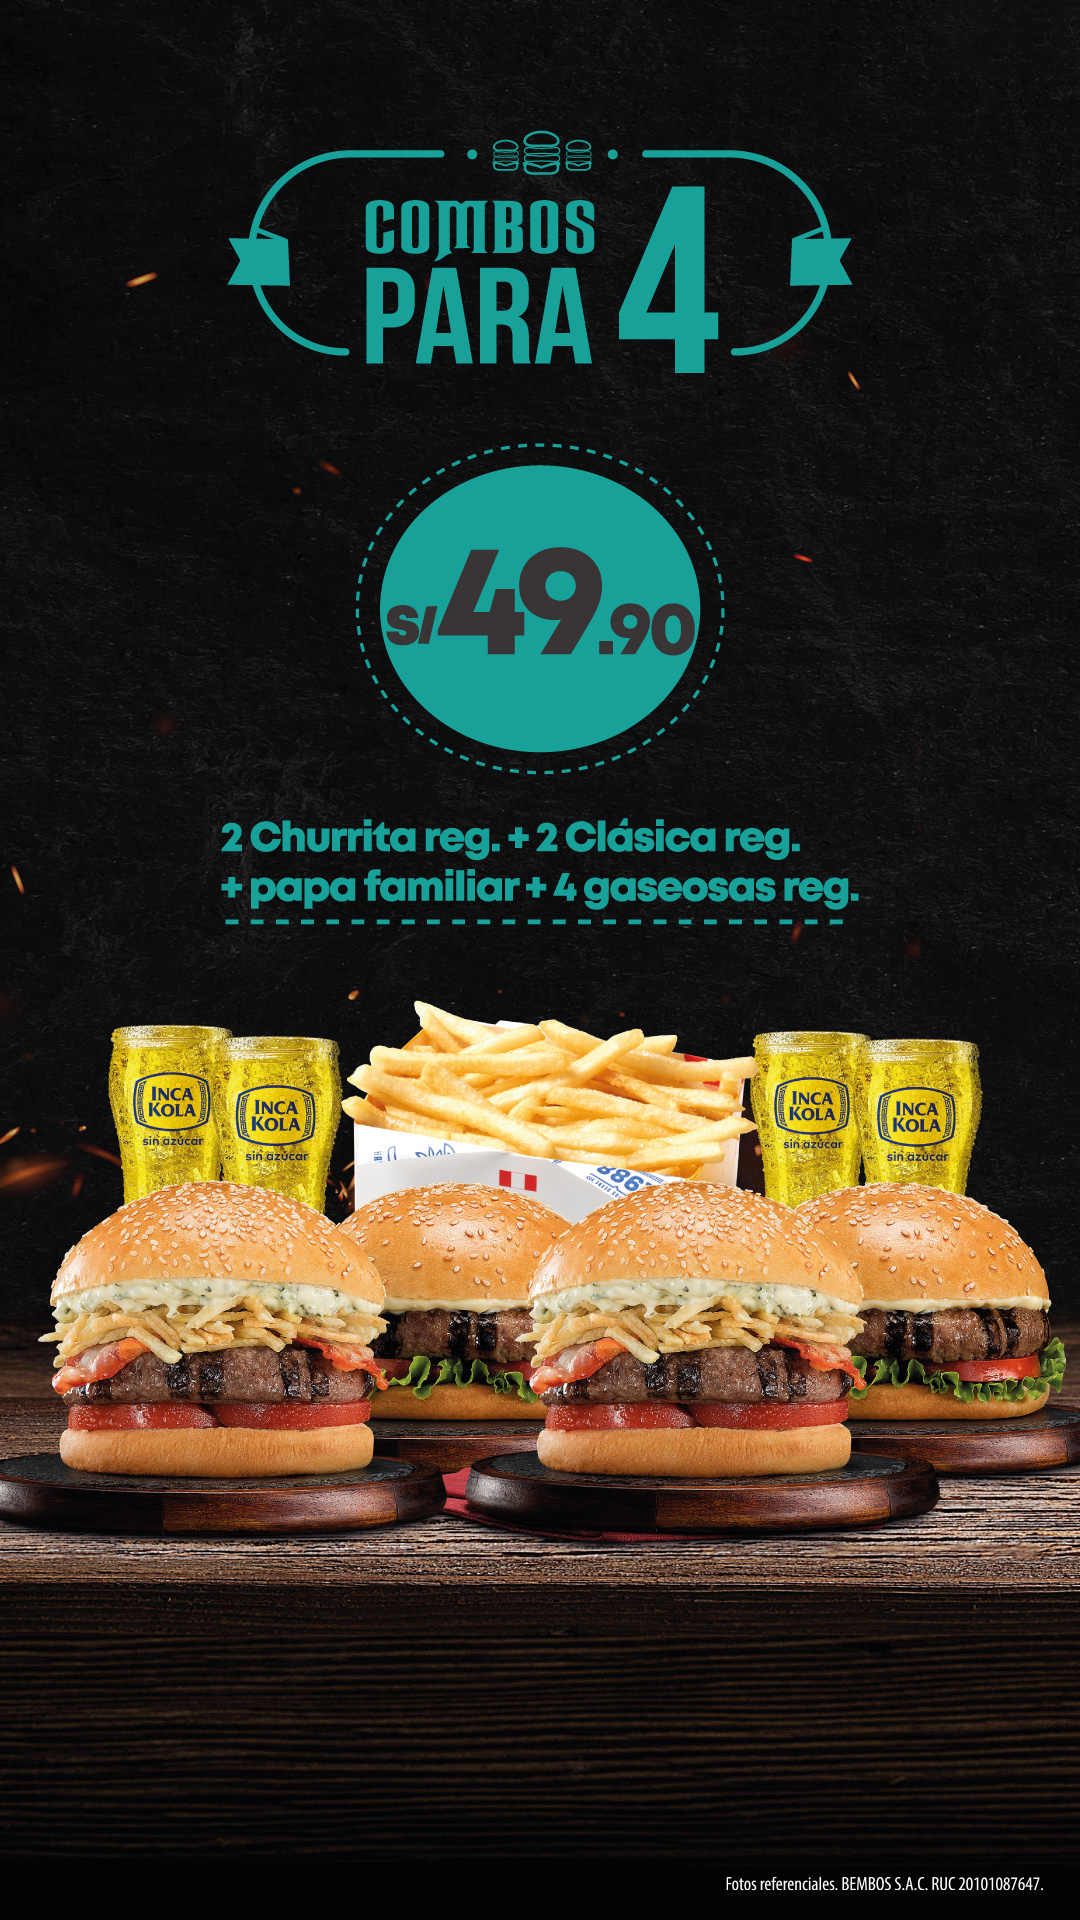 COMBOS
PARA 4
S/49.90
2 Churrita reg. + 2 Clásica reg.
+ papa familiar + 4 gaseosas reg.
INCA
KOLA
sin azúcar
INCA
KOLA
sin azúcar
INCA
KOLA
sin azúcar
INCA
KOLA
sin azúcar
Fotos referenciales. BEMBOS S.A.C. RUC 20101087647.